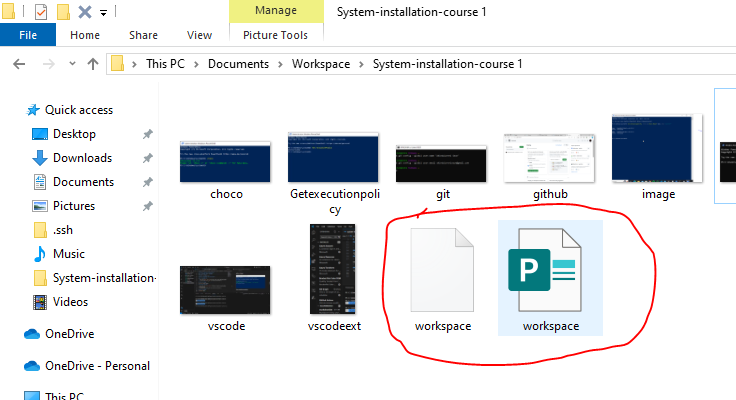 Manage
System-installation-course 1
File
Home
Share
View
Picture Tools
This PC > Documents > Workspace > System-installation-course 1
Quick access
Desktop
Downloads
Documents
Pictures
.ssh
Music
System-installation-
Videos
OneDrive
OneDrive - Personal
This PC
choco
Getexecutionpoli
cy
git
github
image
vscode
vscodeext
workspace
P
workspace